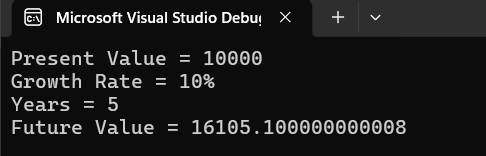 Microsoft Visual Studio Debug
Present Value = 10000
Growth Rate = 10%
Years = 5
Future Value = 16105.100000000008